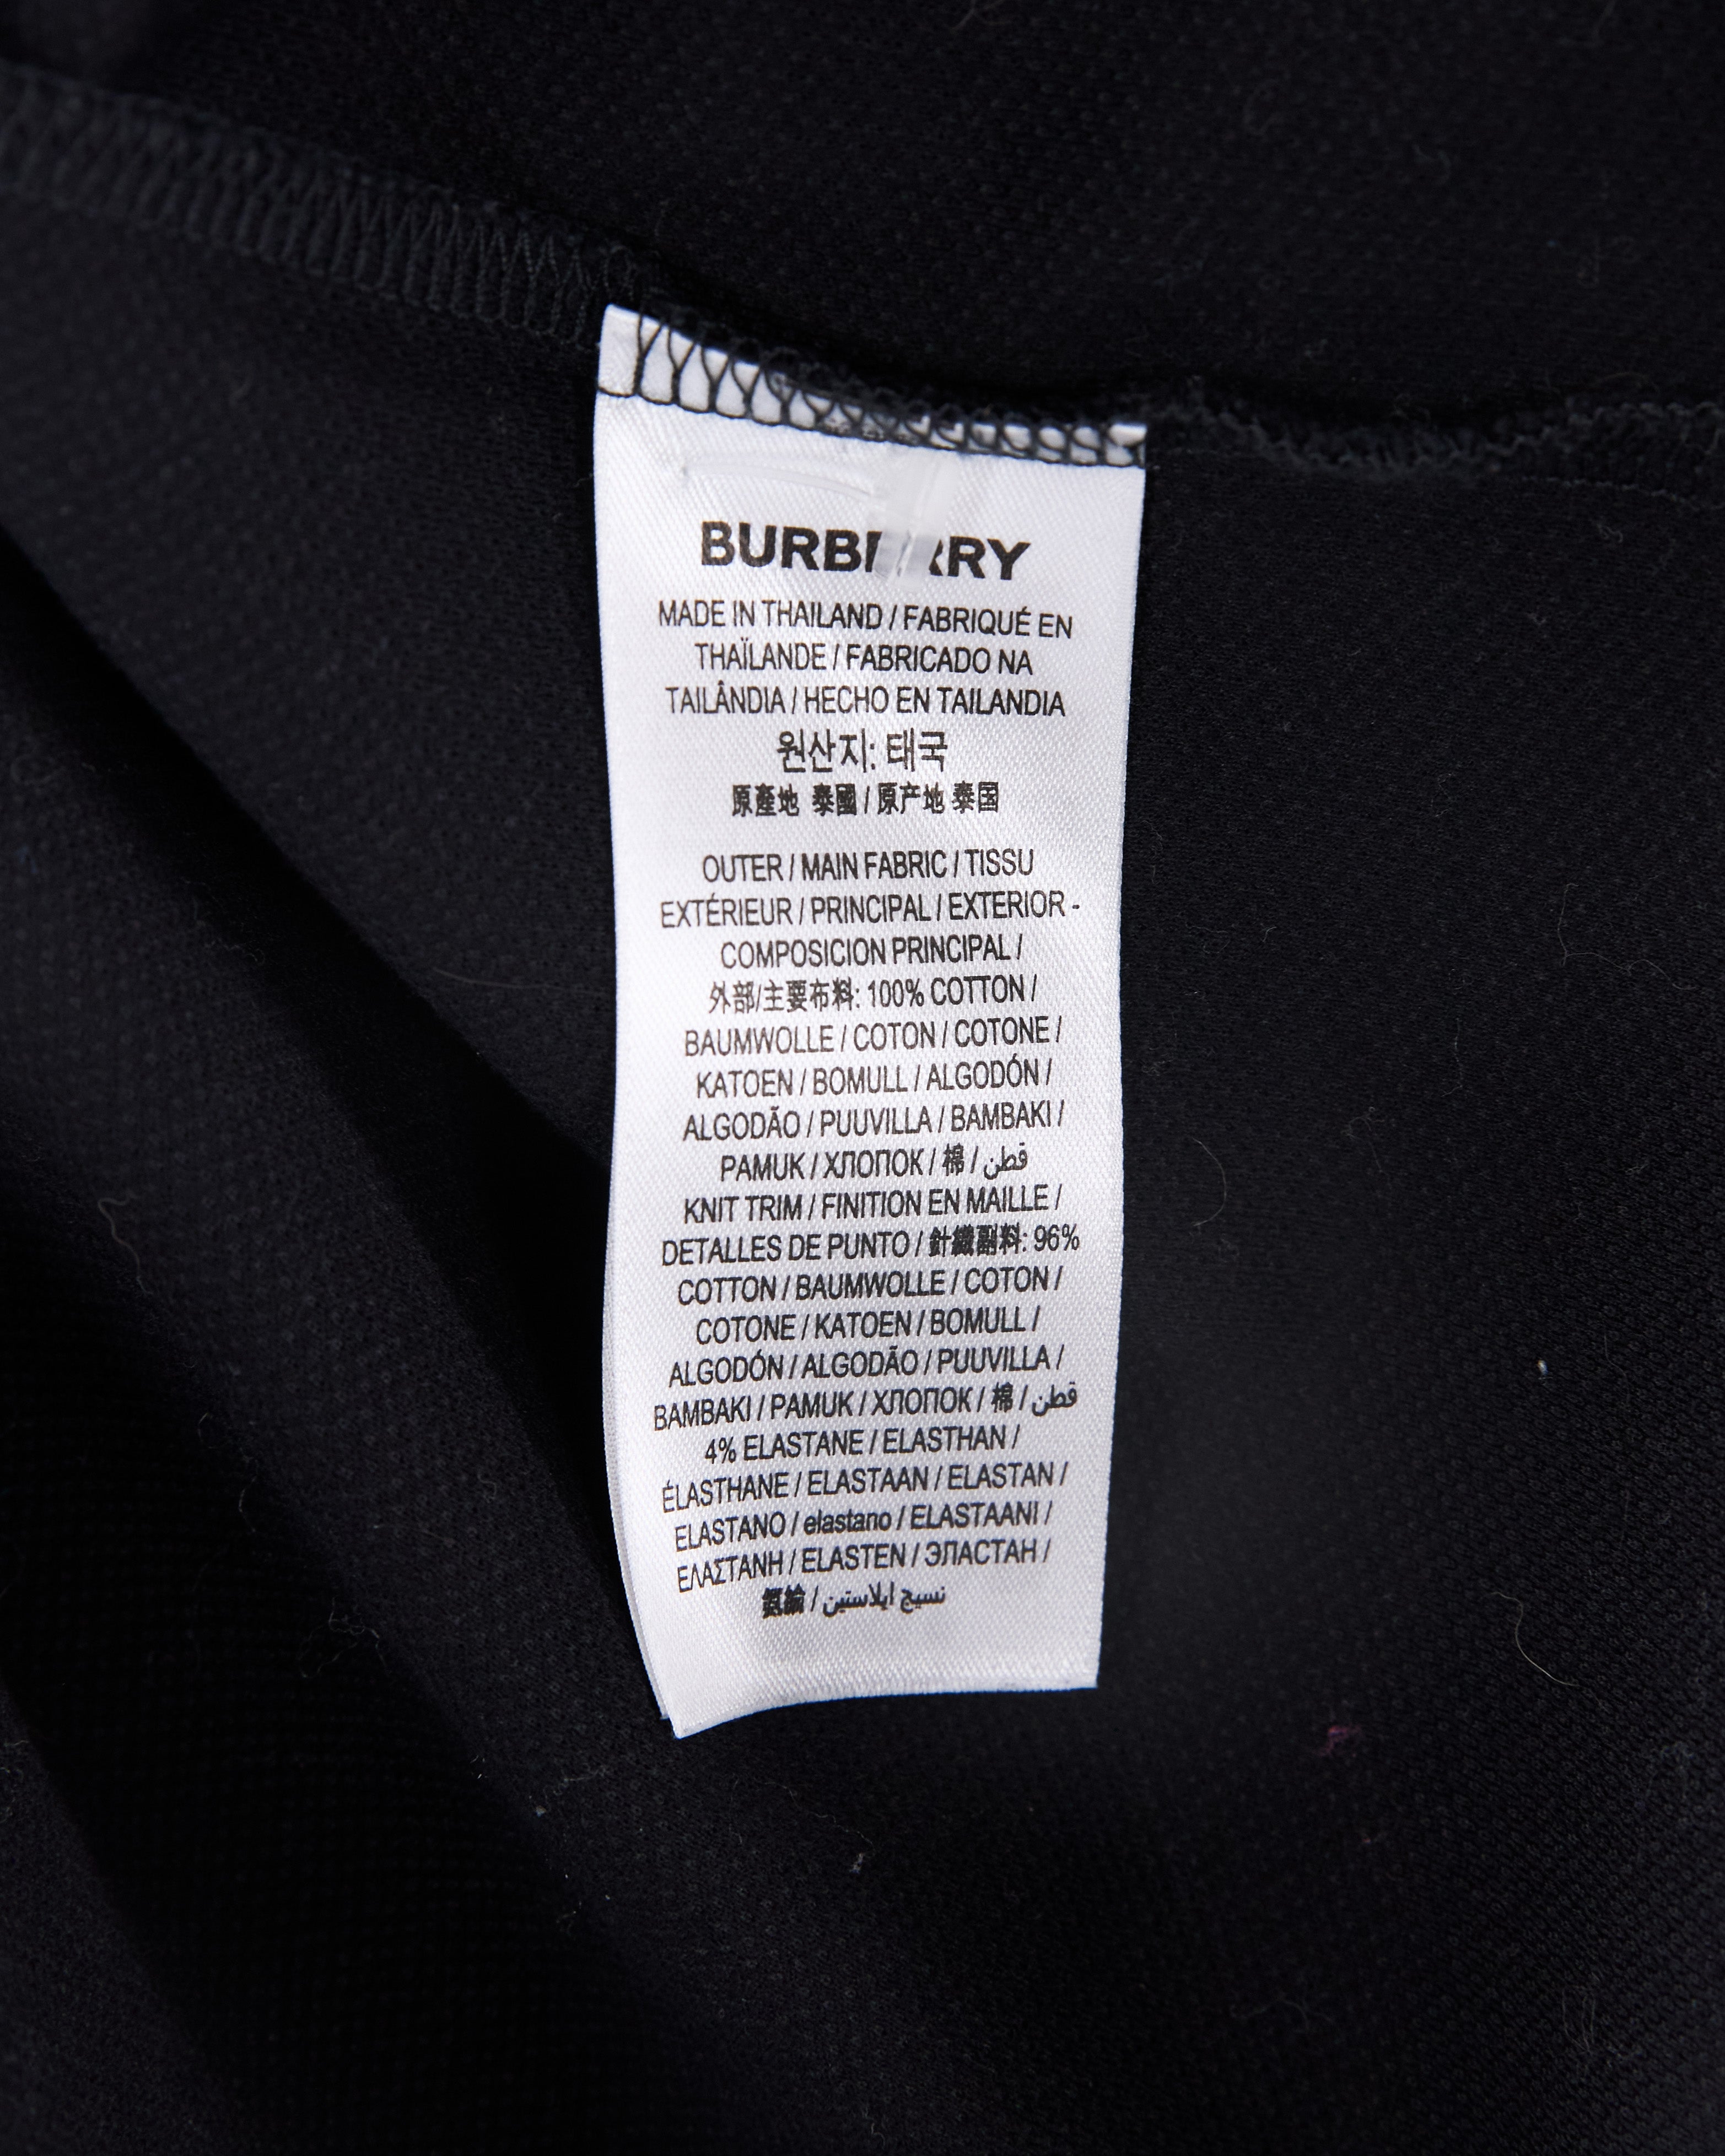 BURBERRY
MADE IN THAILAND / FABRIQUÉ EN
THAÏLANDE / FABRICADO NA
TAILÂNDIA / HECHO EN TAILANDIA
원산지: 태국
原產地 泰國 / 原产地 泰国
OUTER / MAIN FABRIC / TISSU
EXTÉRIEUR / PRINCIPAL / EXTERIOR -
COMPOSICION PRINCIPAL /
外部/主要布料: 100% COTTON /
BAUMWOLLE / COTON / COTONE /
KATOEN / BOMULL / ALGODÓN /
ALGODÃO / PUUVILLA / BAMBAKI /
PAMUK / ХЛОПОК / 棉 / قطن
KNIT TRIM / FINITION EN MAILLE /
DETALLES DE PUNTO / 針織副料: 96%
COTTON / BAUMWOLLE / COTON /
COTONE / KATOEN / BOMULL /
ALGODÓN / ALGODÃO / PUUVILLA /
BAMBAKI / PAMUK / ХЛОПОК / 棉 / قطن
4% ELASTANE / ELASTHAN /
ÉLASTHANE / ELASTAAN / ELASTAN /
ELASTANO / elastano / ELASTAANI /
ΕΛΑΣΤΑΝΗ / ELASTEN / ЭЛАСТАН /
氨綸 / نسيج ايلاستين